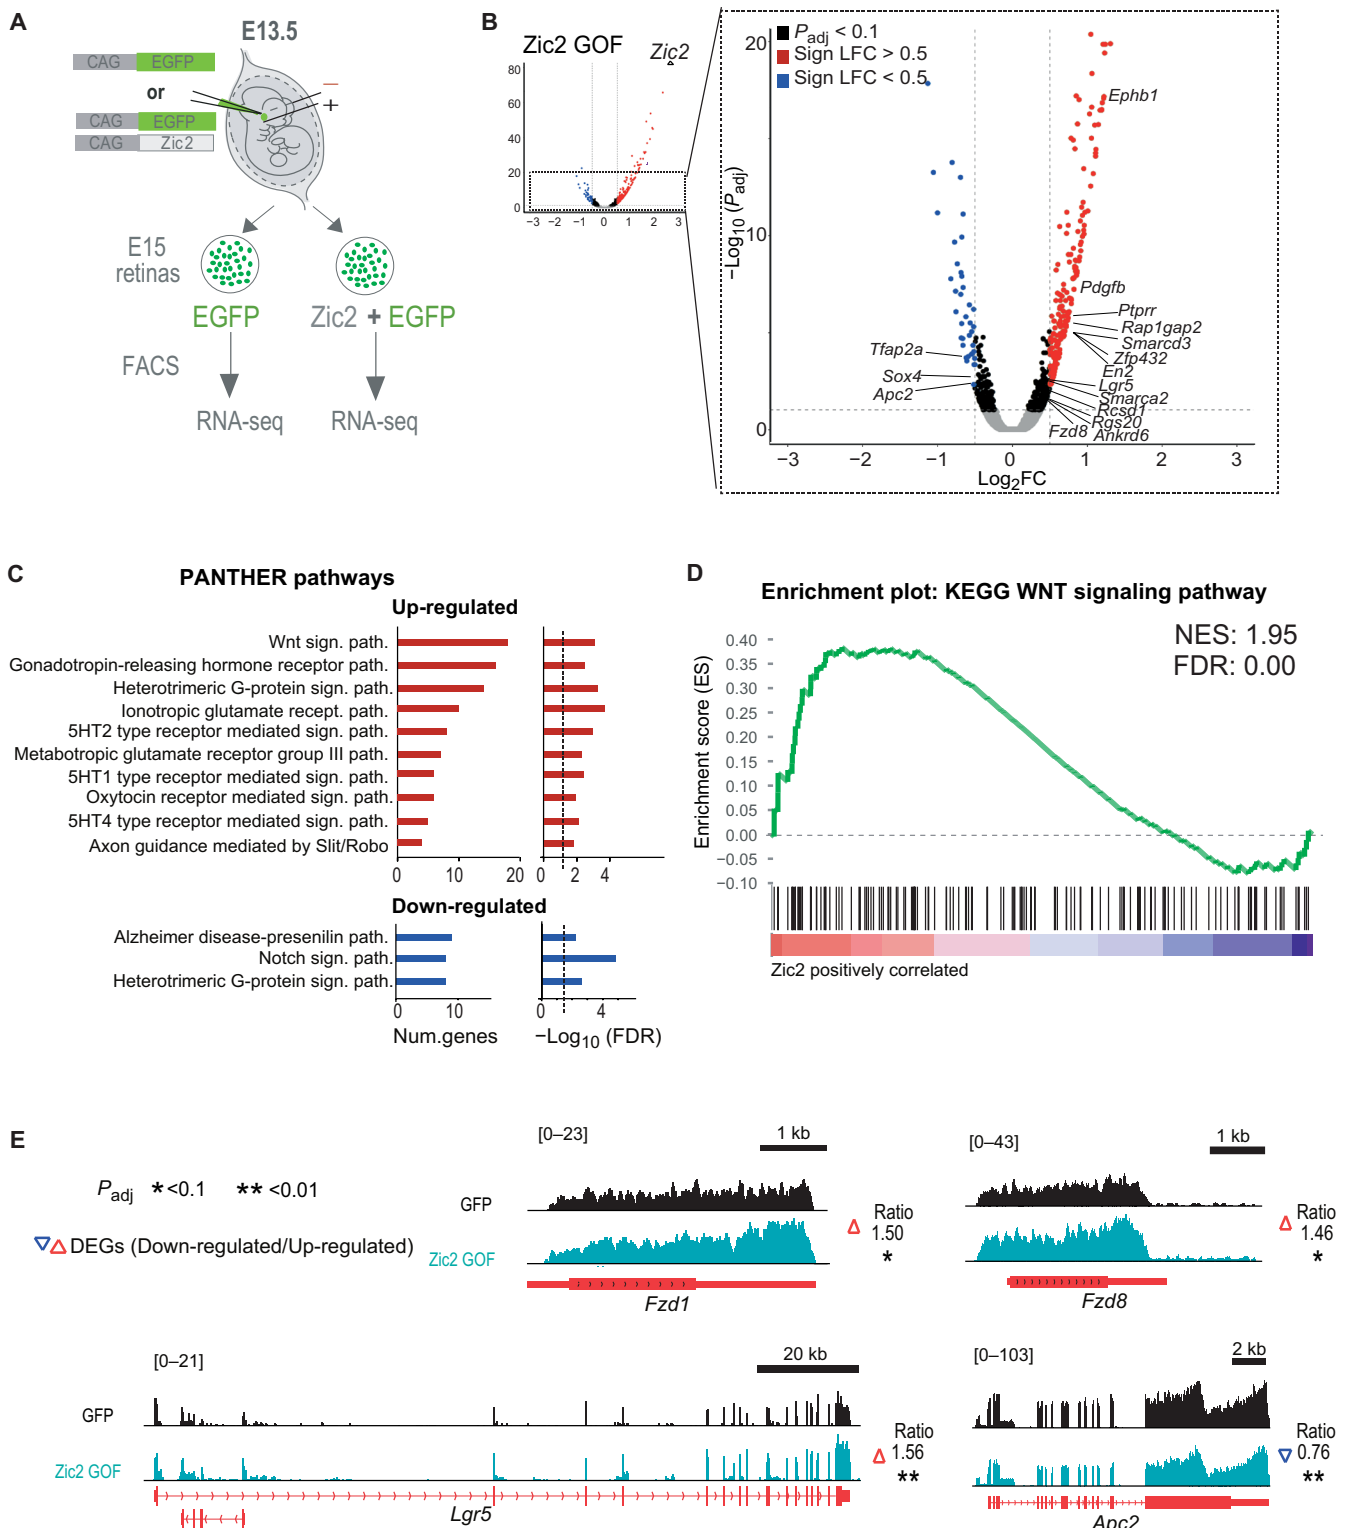 A
E13.5
CAG EGFP
or
CAG EGFP
CAG Zic2
−
+
E15
retinas
EGFP
Zic2 + EGFP
FACS
RNA-seq
RNA-seq
B
Zic2 GOF
Zic2
80
60
40
20
0
−3 −2 −1 0 1 2 3
Padj < 0.1
Sign LFC > 0.5
Sign LFC < 0.5
−Log10 (Padj)
20
10
0
Ephb1
Pdgfb
Ptprr
Rap1gap2
Smarcd3
Zfp432
En2
Lgr5
Smarca2
Rcsd1
Rgs20
Fzd8
Ankrd6
Tfap2a
Sox4
Apc2
−3 −2 −1 0 1 2 3
Log2FC
C
PANTHER pathways
Up-regulated
Wnt sign. path.
Gonadotropin-releasing hormone receptor path.
Heterotrimeric G-protein sign. path.
Ionotropic glutamate recept. path.
5HT2 type receptor mediated sign. path.
Metabotropic glutamate receptor group III path.
5HT1 type receptor mediated sign. path.
Oxytocin receptor mediated sign. path.
5HT4 type receptor mediated sign. path.
Axon guidance mediated by Slit/Robo
0 10 20
0 2 4
Down-regulated
Alzheimer disease-presenilin path.
Notch sign. path.
Heterotrimeric G-protein sign. path.
0 10
0 4
Num.genes
−Log10 (FDR)
D
Enrichment plot: KEGG WNT signaling pathway
NES: 1.95
FDR: 0.00
Enrichment score (ES)
0.40
0.35
0.30
0.25
0.20
0.15
0.10
0.05
0.00
−0.05
−0.10
Zic2 positively correlated
E
Padj *<0.1 ** <0.01
DEGs (Down-regulated/Up-regulated)
[0–23]
1 kb
GFP
Zic2 GOF
Ratio
1.50
*
Fzd1
[0–43]
1 kb
Ratio
1.46
*
Fzd8
[0–21]
20 kb
GFP
Zic2 GOF
Ratio
1.56
**
Lgr5
[0–103]
2 kb
Ratio
0.76
**
Apc2